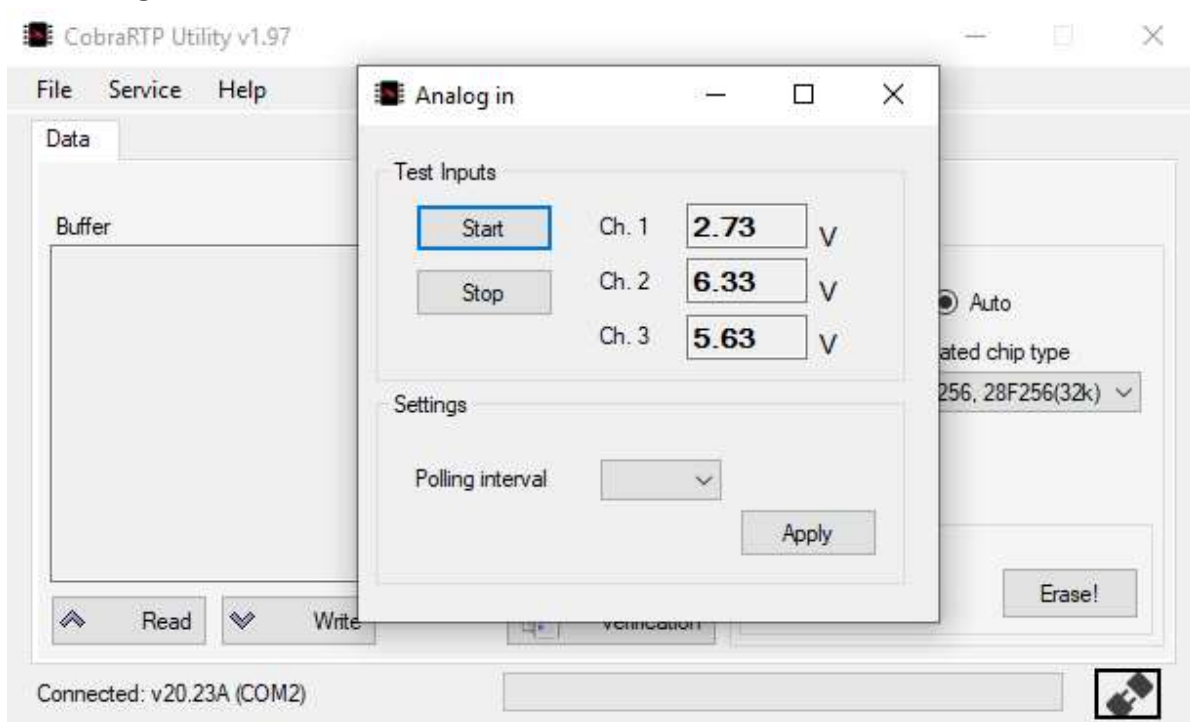 CobraRTP Utility v1.97
File Service Help
Data
Buffer
Read
Write
Verification
Connected: v20.23A (COM2)
Analog in
Test Inputs
Start
Stop
Ch. 1 2.73 V
Ch. 2 6.33 V
Ch. 3 5.63 V
Settings
Polling interval
Apply
Auto
ated chip type
256, 28F256(32k)
Erase!